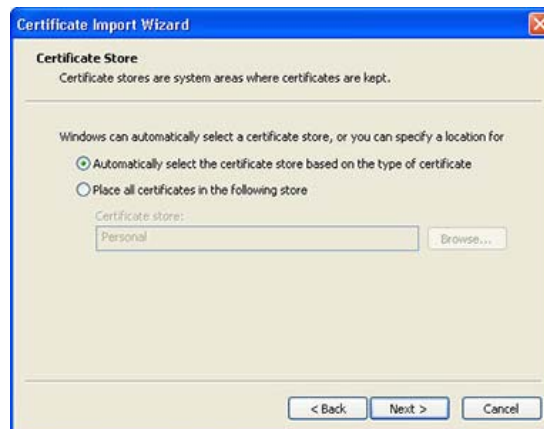 Certificate Import Wizard
Certificate Store
Certificate stores are system areas where certificates are kept.
Windows can automatically select a certificate store, or you can specify a location for
Automatically select the certificate store based on the type of certificate
Place all certificates in the following store
Certificate store:
Personal
Browse...
< Back
Next >
Cancel